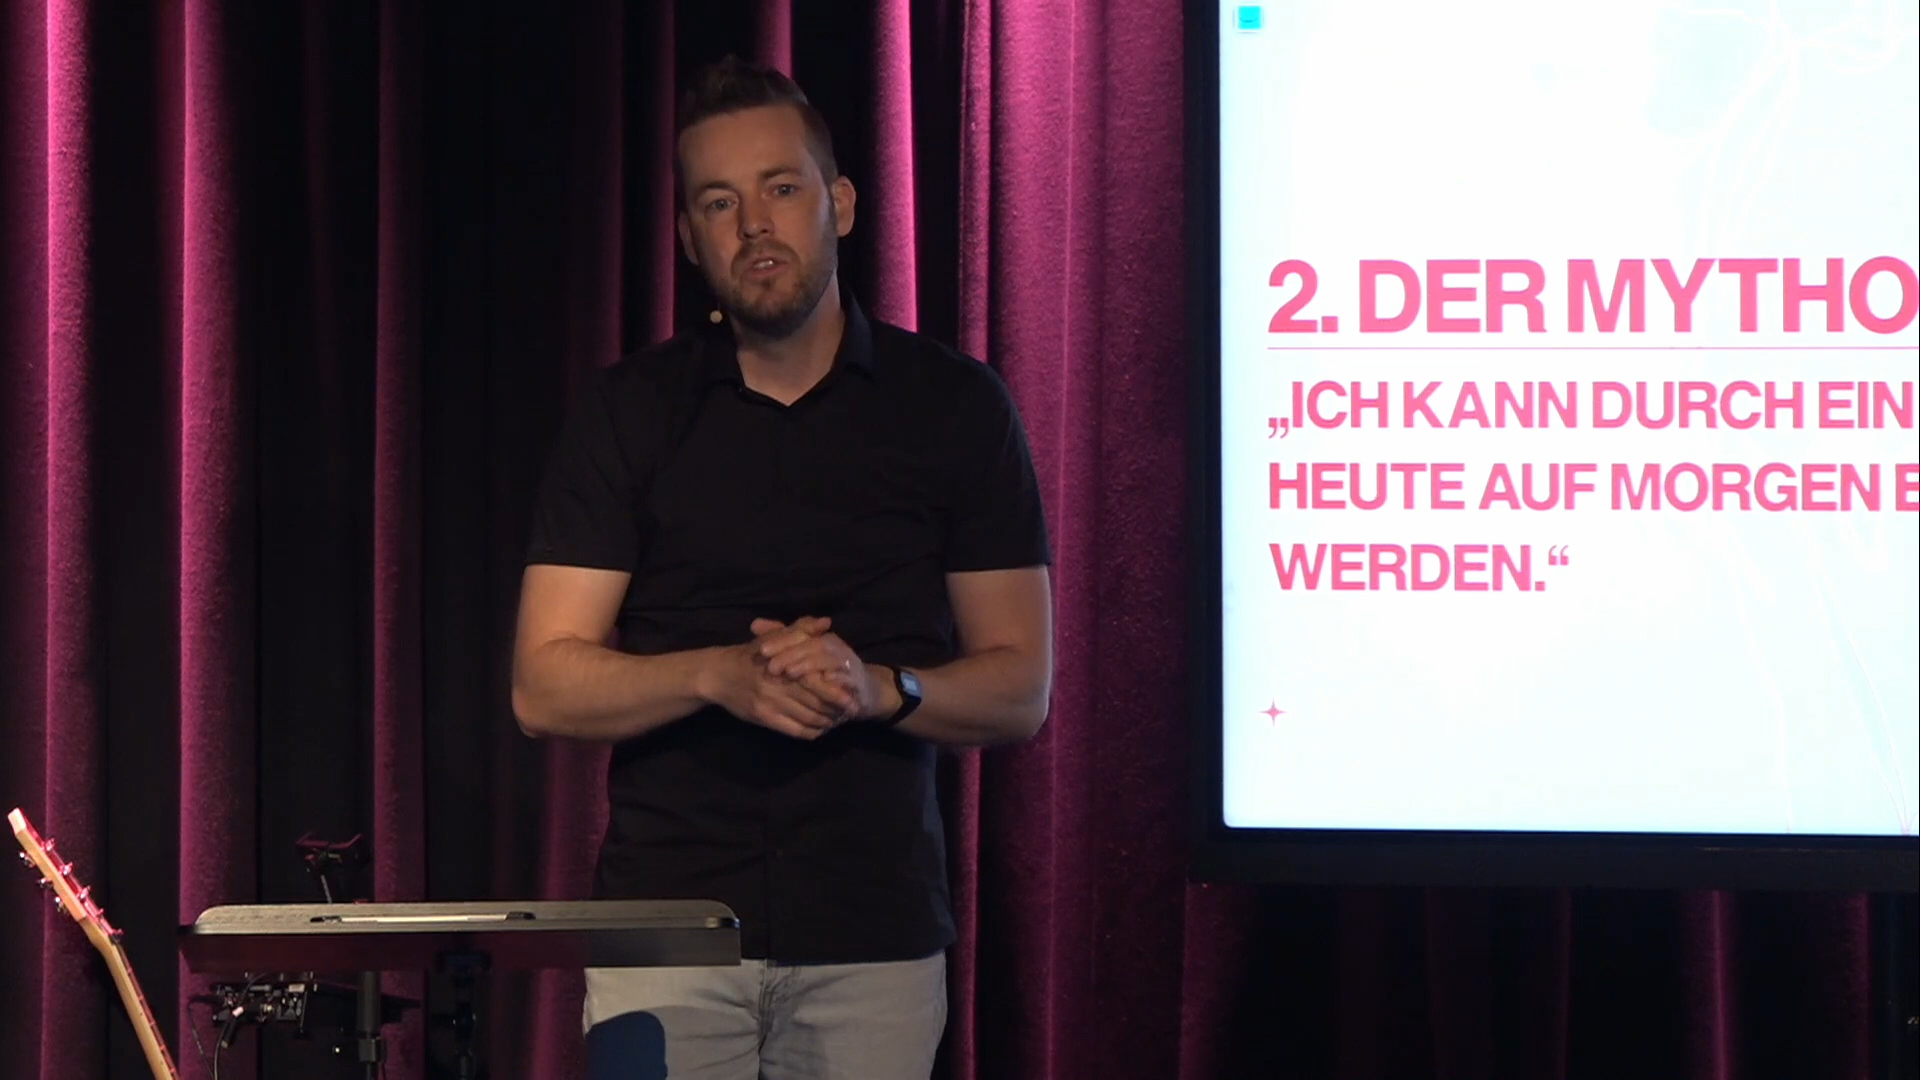 2. DER MYTHO
„ICH KANN DURCH EIN
HEUTE AUF MORGEN
WERDEN.“